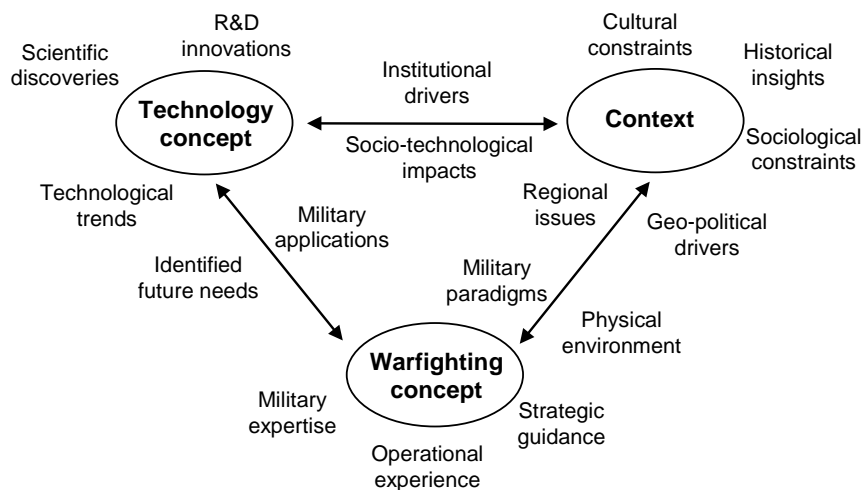 R&D
innovations
Scientific
discoveries
Technology
concept
Technological
trends
Institutional
drivers
Socio-technological
impacts
Cultural
constraints
Historical
insights
Context
Sociological
constraints
Regional
issues
Geo-political
drivers
Military
applications
Identified
future needs
Military
paradigms
Physical
environment
Warfighting
concept
Military
expertise
Operational
experience
Strategic
guidance